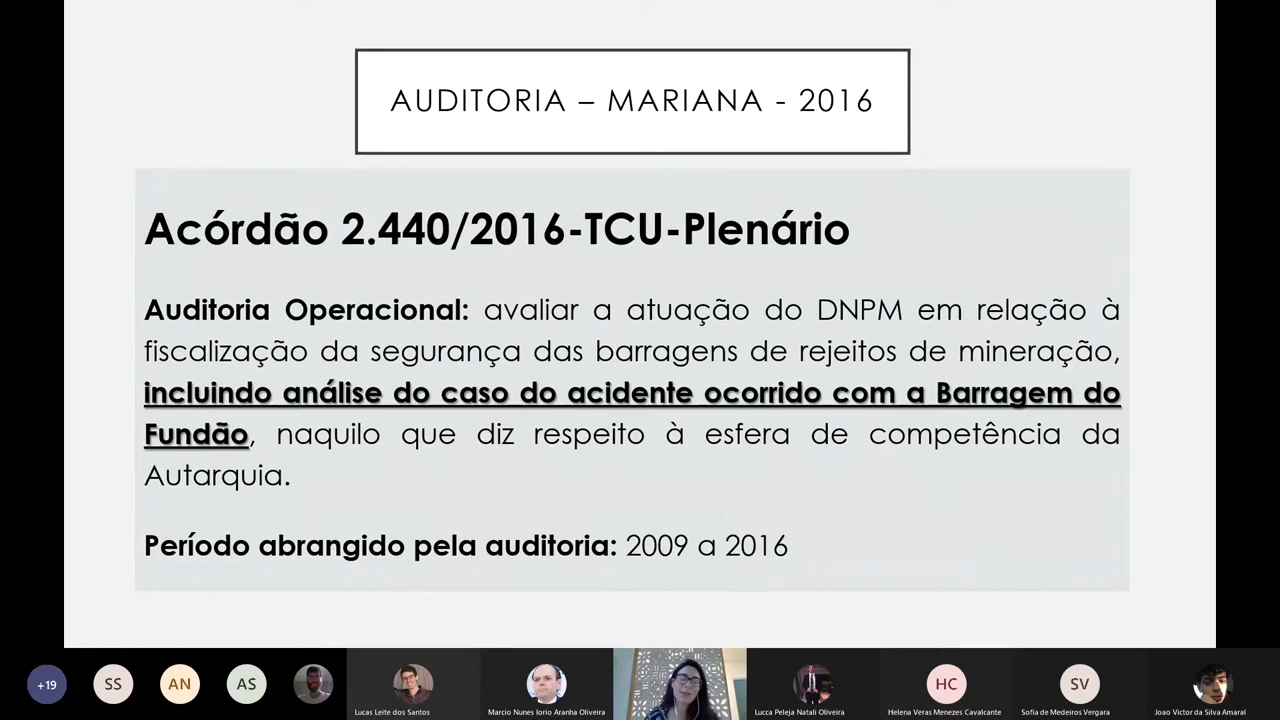 AUDITORIA – MARIANA - 2016
Acórdão 2.440/2016-TCU-Plenário
Auditoria Operacional: avaliar a atuação do DNPM em relação à
fiscalização da segurança das barragens de rejeitos de mineração,
incluindo análise do caso do acidente ocorrido com a Barragem do
Fundão, naquilo que diz respeito à esfera de competência da
Autarquia.
Período abrangido pela auditoria: 2009 a 2016
+19
SS
AN
AS
HC
SV
Lucas Leite dos Santos
Marcio Nunes Iorio Aranha Oliveira
Lucca Peleja Natali Oliveira
Helena Veras Menezes Cavalcante
Sofia de Medeiros Vergara
Joao Victor da Silva Amaral